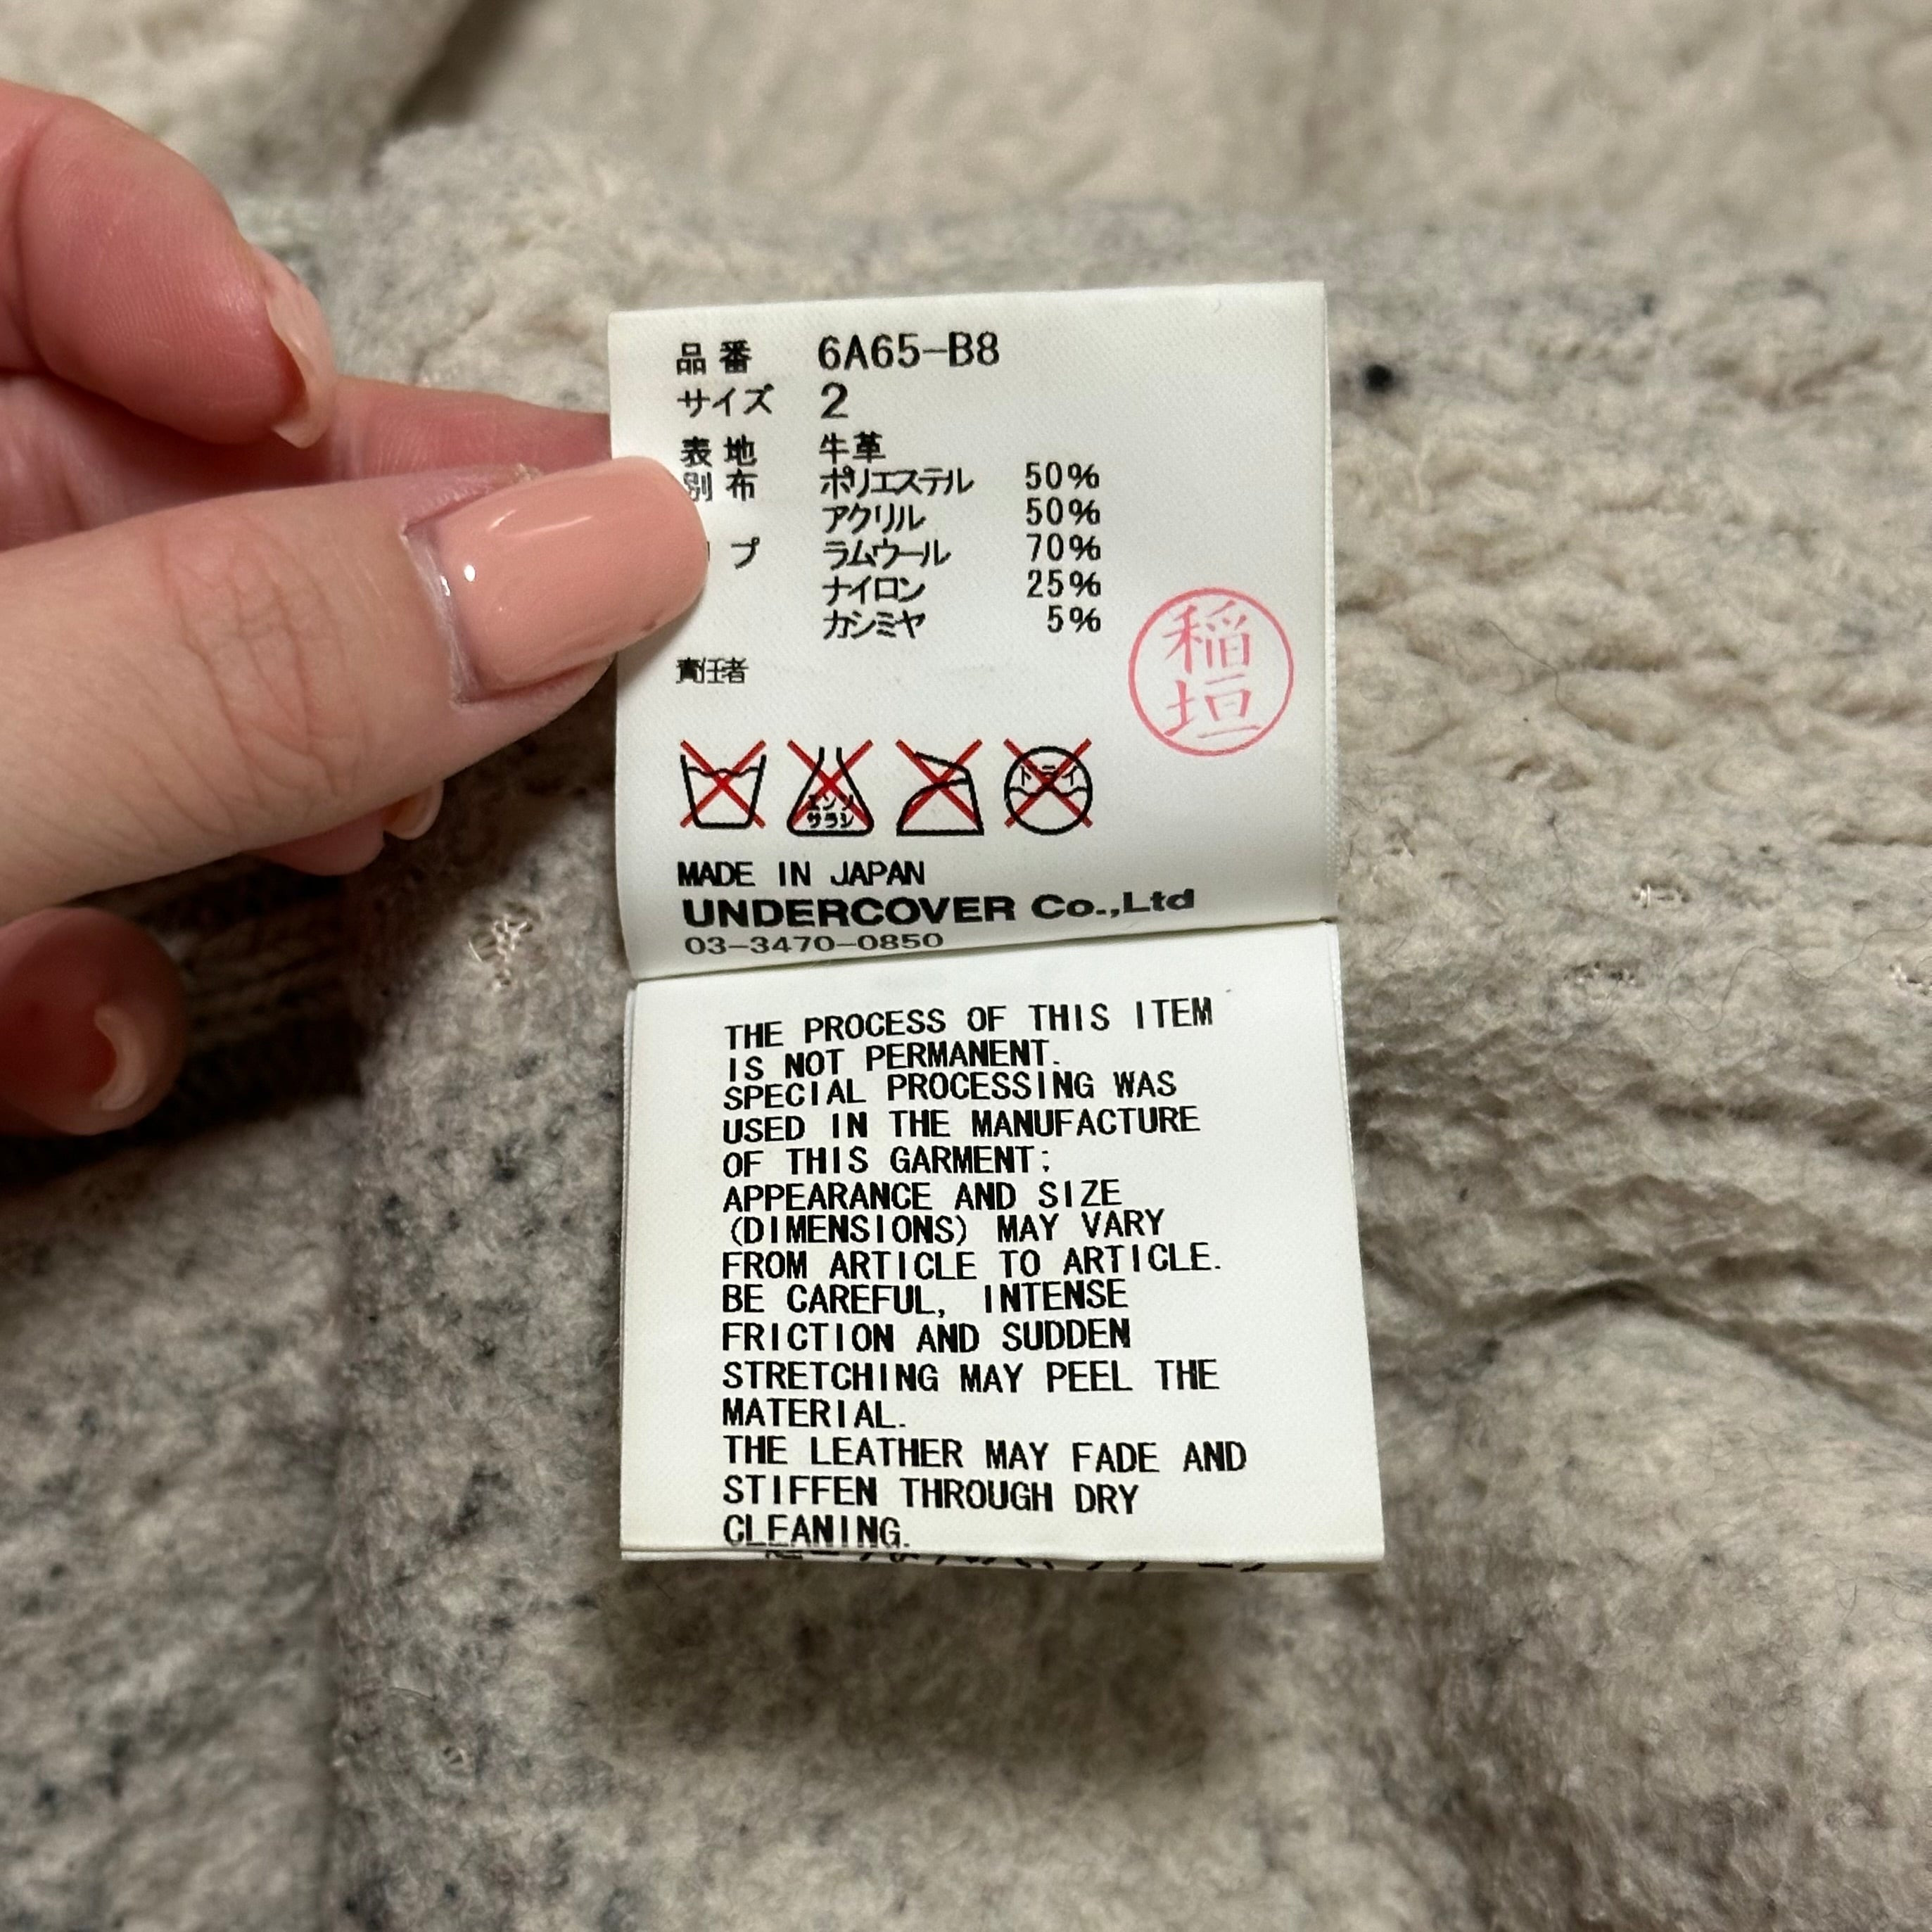 品番 6A65-B8
サイズ 2
表地 牛革
別布 ポリエステル 50%
アクリル 50%
プ ラムウール 70%
ナイロン 25%
カシミヤ 5%
責任者
稲垣
エンソ
サラシ
ドライ
MADE IN JAPAN
UNDERCOVER Co.,Ltd
03-3470-0850
THE PROCESS OF THIS ITEM
IS NOT PERMANENT.
SPECIAL PROCESSING WAS
USED IN THE MANUFACTURE
OF THIS GARMENT;
APPEARANCE AND SIZE
(DIMENSIONS) MAY VARY
FROM ARTICLE TO ARTICLE.
BE CAREFUL, INTENSE
FRICTION AND SUDDEN
STRETCHING MAY PEEL THE
MATERIAL.
THE LEATHER MAY FADE AND
STIFFEN THROUGH DRY
CLEANING.